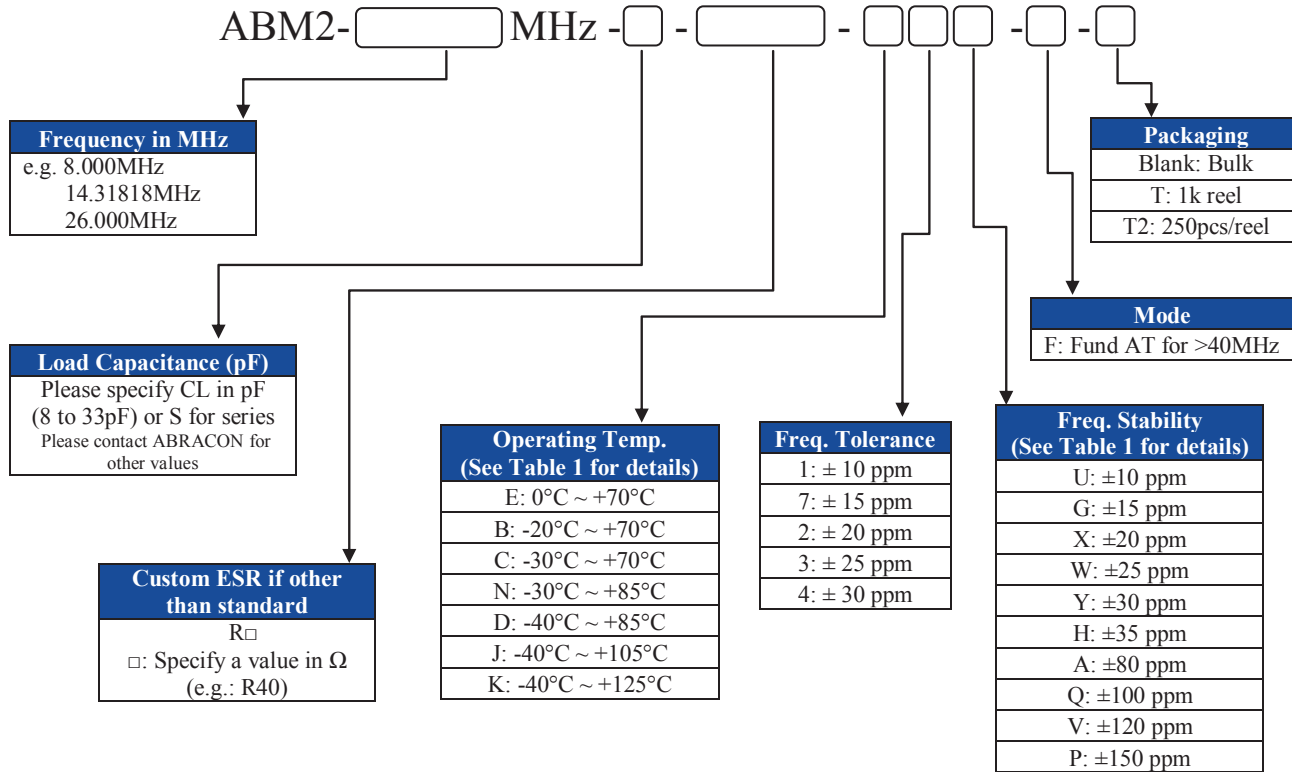 ABM2- MHz - - - - -
Frequency in MHz
e.g. 8.000MHz
14.31818MHz
26.000MHz
Packaging
Blank: Bulk
T: 1k reel
T2: 250pcs/reel
Mode
F: Fund AT for >40MHz
Load Capacitance (pF)
Please specify CL in pF
(8 to 33pF) or S for series
Please contact ABRACON for
other values
Operating Temp.
(See Table 1 for details)
E: 0°C ~ +70°C
B: -20°C ~ +70°C
C: -30°C ~ +70°C
N: -30°C ~ +85°C
D: -40°C ~ +85°C
J: -40°C ~ +105°C
K: -40°C ~ +125°C
Freq. Tolerance
1: ± 10 ppm
7: ± 15 ppm
2: ± 20 ppm
3: ± 25 ppm
4: ± 30 ppm
Freq. Stability
(See Table 1 for details)
U: ±10 ppm
G: ±15 ppm
X: ±20 ppm
W: ±25 ppm
Y: ±30 ppm
H: ±35 ppm
A: ±80 ppm
Q: ±100 ppm
V: ±120 ppm
P: ±150 ppm
Custom ESR if other
than standard
R□
□: Specify a value in Ω
(e.g.: R40)